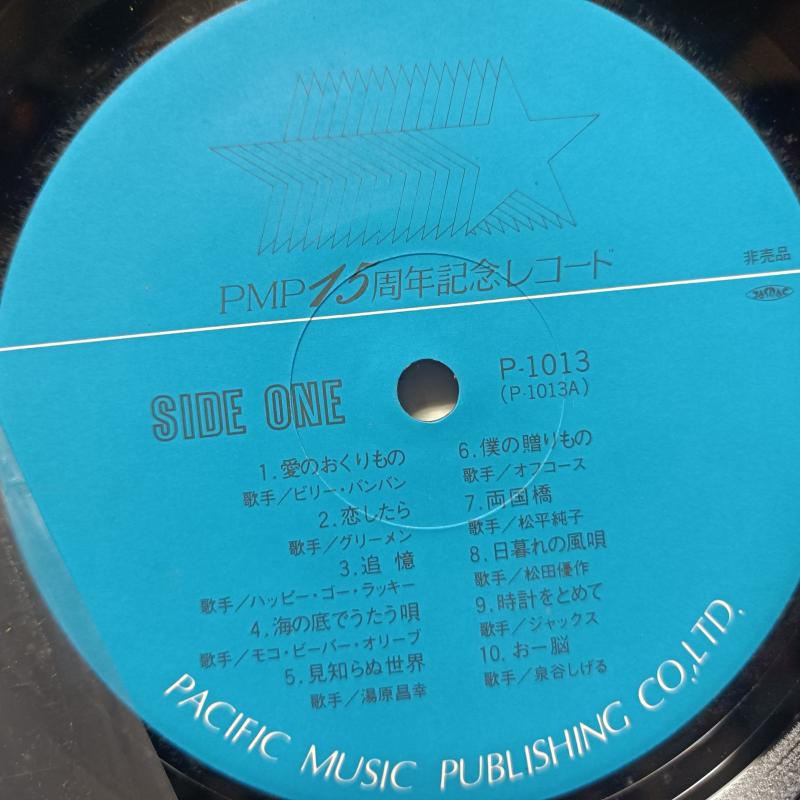 PMP15周年記念レコード
非売品
JASRAC
SIDE ONE
P-1013
(P-1013A)
1.愛のおくりもの
歌手／ビリー・バンバン
2.恋したら
歌手／グリーメン
3.追憶
歌手／ハッピー・ゴー・ラッキー
4.海の底でうたう唄
歌手／モコ・ビーバー・オリーブ
5.見知らぬ世界
歌手／湯原昌幸
6.僕の贈りもの
歌手／オフコース
7.両国橋
歌手／松平純子
8.日暮れの風唄
歌手／松田優作
9.時計をとめて
歌手／ジャックス
10.おー脳
歌手／泉谷しげる
PACIFIC MUSIC PUBLISHING CO.,LTD.